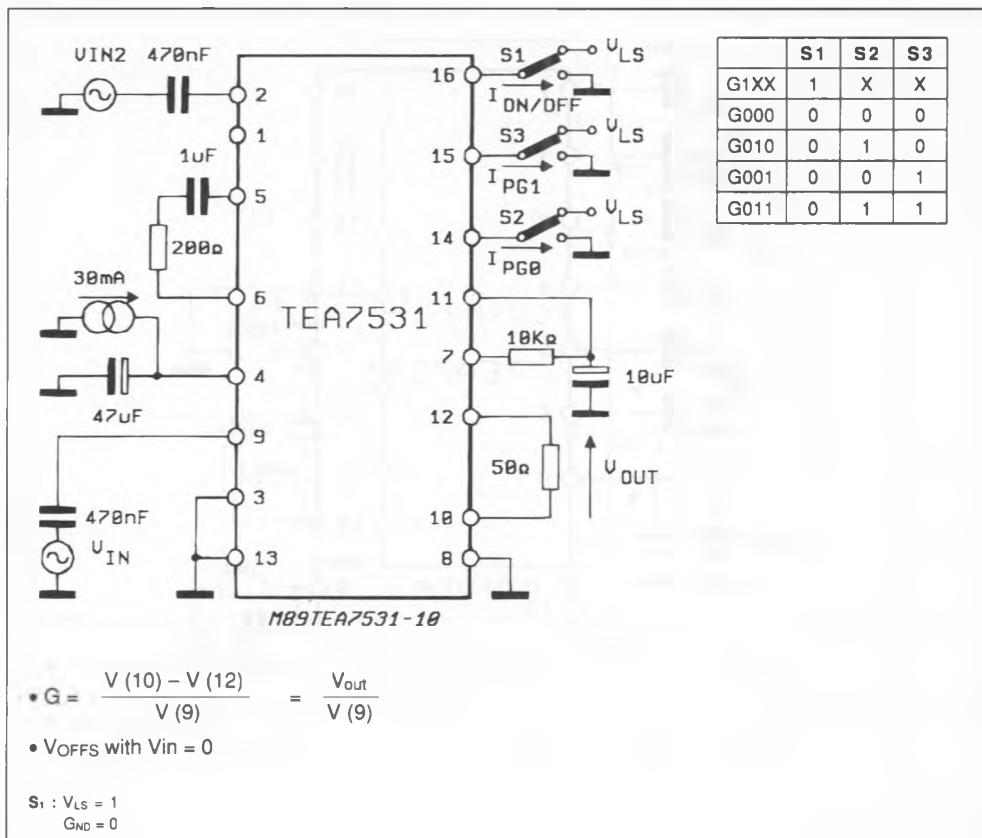 VIN2 470nF
2
1
1uF
5
200Ω
30mA
6
4
47uF
9
470nF
VIN
3
13
TEA7531
16 S1 VLS
I ON/OFF
15 S3 VLS
I PG1
14 S2 VLS
I PG0
11
10KΩ
7
10uF
12
50Ω
VOUT
10
8
M89TEA7531-10
S1 S2 S3
G1XX 1 X X
G000 0 0 0
G010 0 1 0
G001 0 0 1
G011 0 1 1
• G = V (10) – V (12) / V (9) = Vout / V (9)
• VOFFS with Vin = 0
S1 : VLS = 1
GND = 0